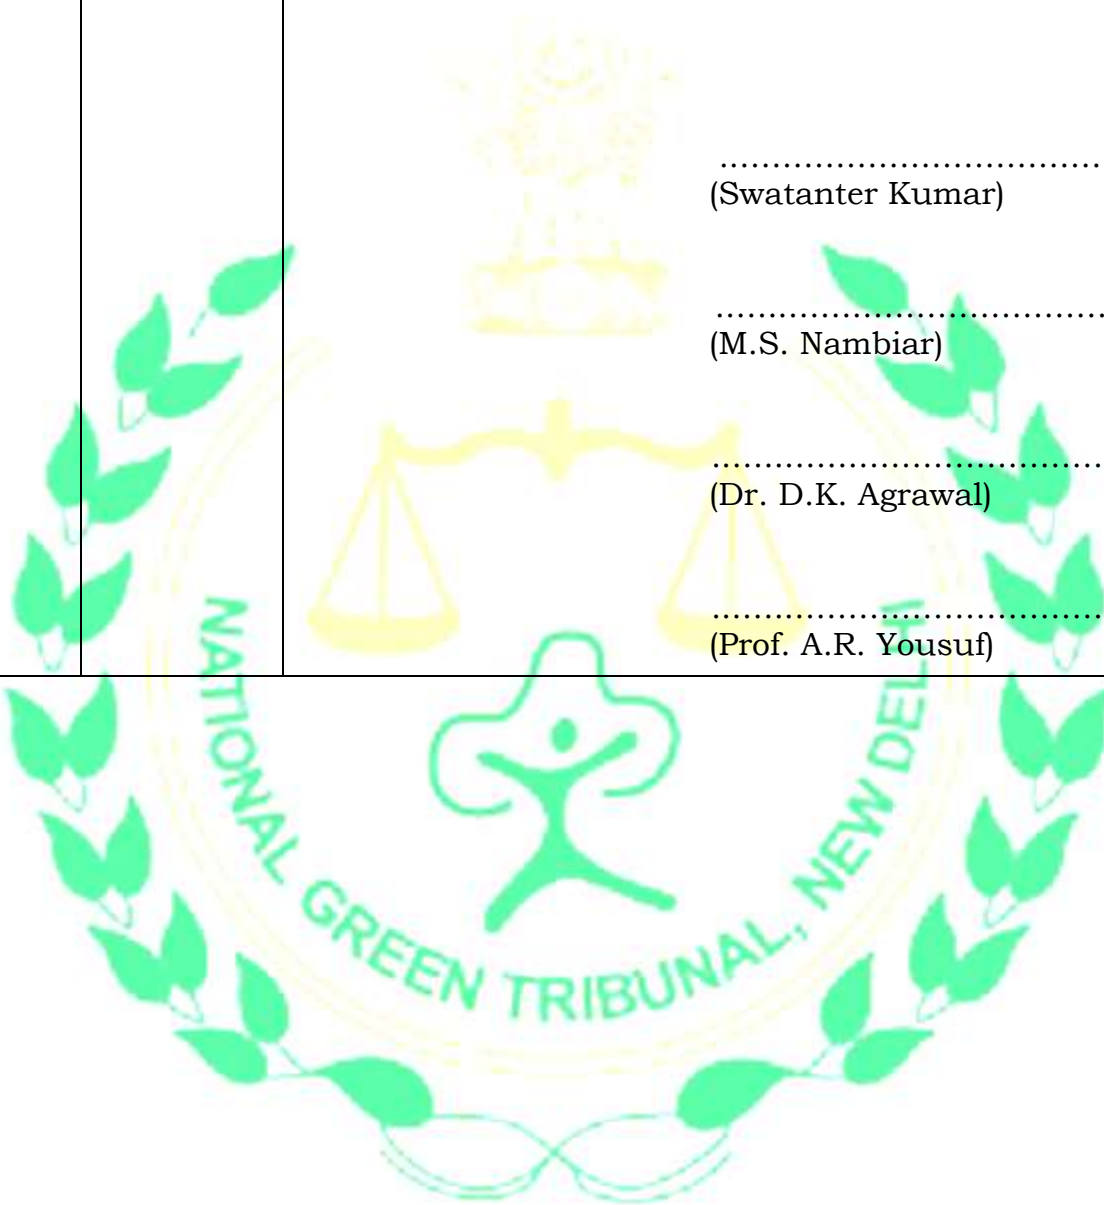 ……………………………
(Swatanter Kumar)
……………………………
(M.S. Nambiar)
……………………………
(Dr. D.K. Agrawal)
……………………………
(Prof. A.R. Yousuf)
NATIONAL GREEN TRIBUNAL, NEW DELHI